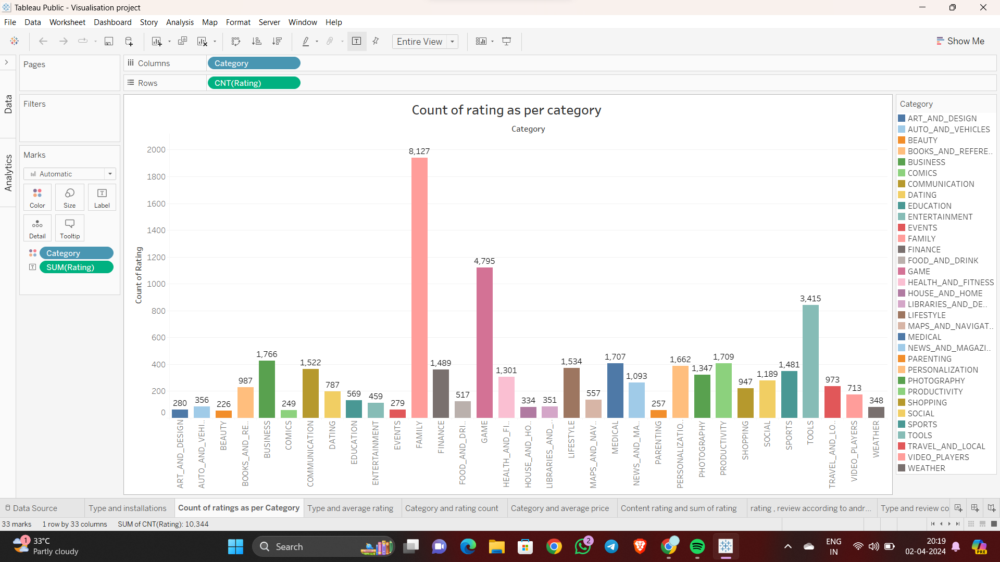 Tableau Public - Visualisation project
File Data Worksheet Dashboard Story Analysis Map Format Server Window Help
Entire View
Show Me
Pages
Columns
Category
Rows
CNT(Rating)
Data
Analytics
Filters
Marks
Automatic
Color Size Label
Detail Tooltip
Category
SUM(Rating)
Count of rating as per category
Category
Count of Rating
2000
1800
1600
1400
1200
1000
800
600
400
200
0
280 356 226 987 1,766 249 1,522 787 569 459 279 8,127 1,489 517 4,795 1,301 334 351 1,534 557 1,707 1,093 257 1,662 1,347 1,709 947 1,189 1,481 3,415 973 713 348
ART_AND_DESIGN
AUTO_AND_VEHI..
BEAUTY
BOOKS_AND_RE..
BUSINESS
COMICS
COMMUNICATION
DATING
EDUCATION
ENTERTAINMENT
EVENTS
FAMILY
FINANCE
FOOD_AND_DRI..
GAME
HEALTH_AND_FI..
HOUSE_AND_HO..
LIBRARIES_AND_..
LIFESTYLE
MAPS_AND_NAV..
MEDICAL
NEWS_AND_MA..
PARENTING
PERSONALIZATIO..
PHOTOGRAPHY
PRODUCTIVITY
SHOPPING
SOCIAL
SPORTS
TOOLS
TRAVEL_AND_LO..
VIDEO_PLAYERS
WEATHER
Category
ART_AND_DESIGN
AUTO_AND_VEHICLES
BEAUTY
BOOKS_AND_REFERE..
BUSINESS
COMICS
COMMUNICATION
DATING
EDUCATION
ENTERTAINMENT
EVENTS
FAMILY
FINANCE
FOOD_AND_DRINK
GAME
HEALTH_AND_FITNESS
HOUSE_AND_HOME
LIBRARIES_AND_DE..
LIFESTYLE
MAPS_AND_NAVIGAT..
MEDICAL
NEWS_AND_MAGAZI..
PARENTING
PERSONALIZATION
PHOTOGRAPHY
PRODUCTIVITY
SHOPPING
SOCIAL
SPORTS
TOOLS
TRAVEL_AND_LOCAL
VIDEO_PLAYERS
WEATHER
Data Source Type and installations Count of ratings as per Category Type and average rating Category and rating count Category and average price Content rating and sum of rating rating , review according to andr... Type and review co
33 marks 1 row by 33 columns SUM of CNT(Rating): 10,344
1
33°C
Partly cloudy
Search
2
ENG
IN
20:19
02-04-2024
PRE